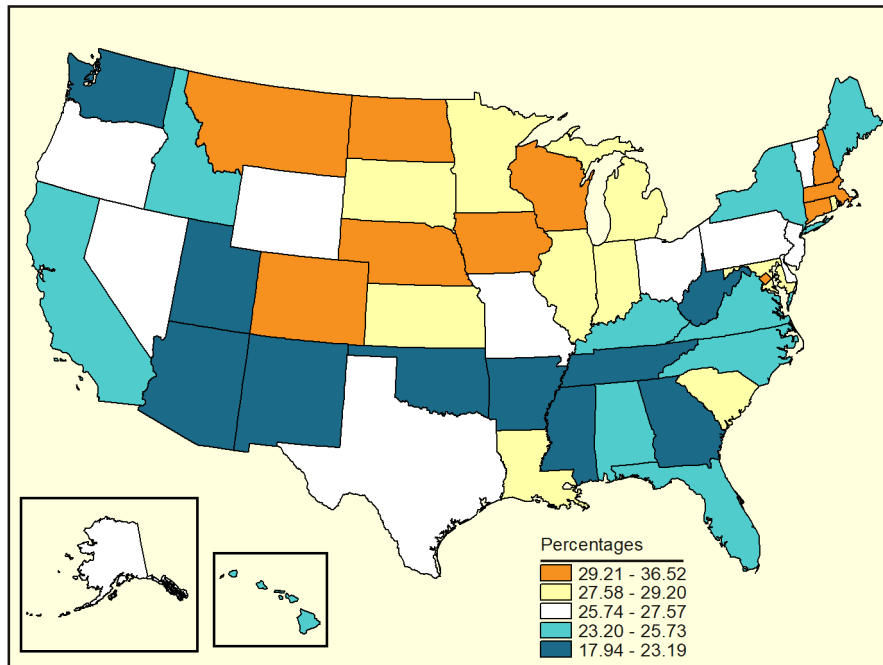 Percentages
29.21 - 36.52
27.58 - 29.20
25.74 - 27.57
23.20 - 25.73
17.94 - 23.19